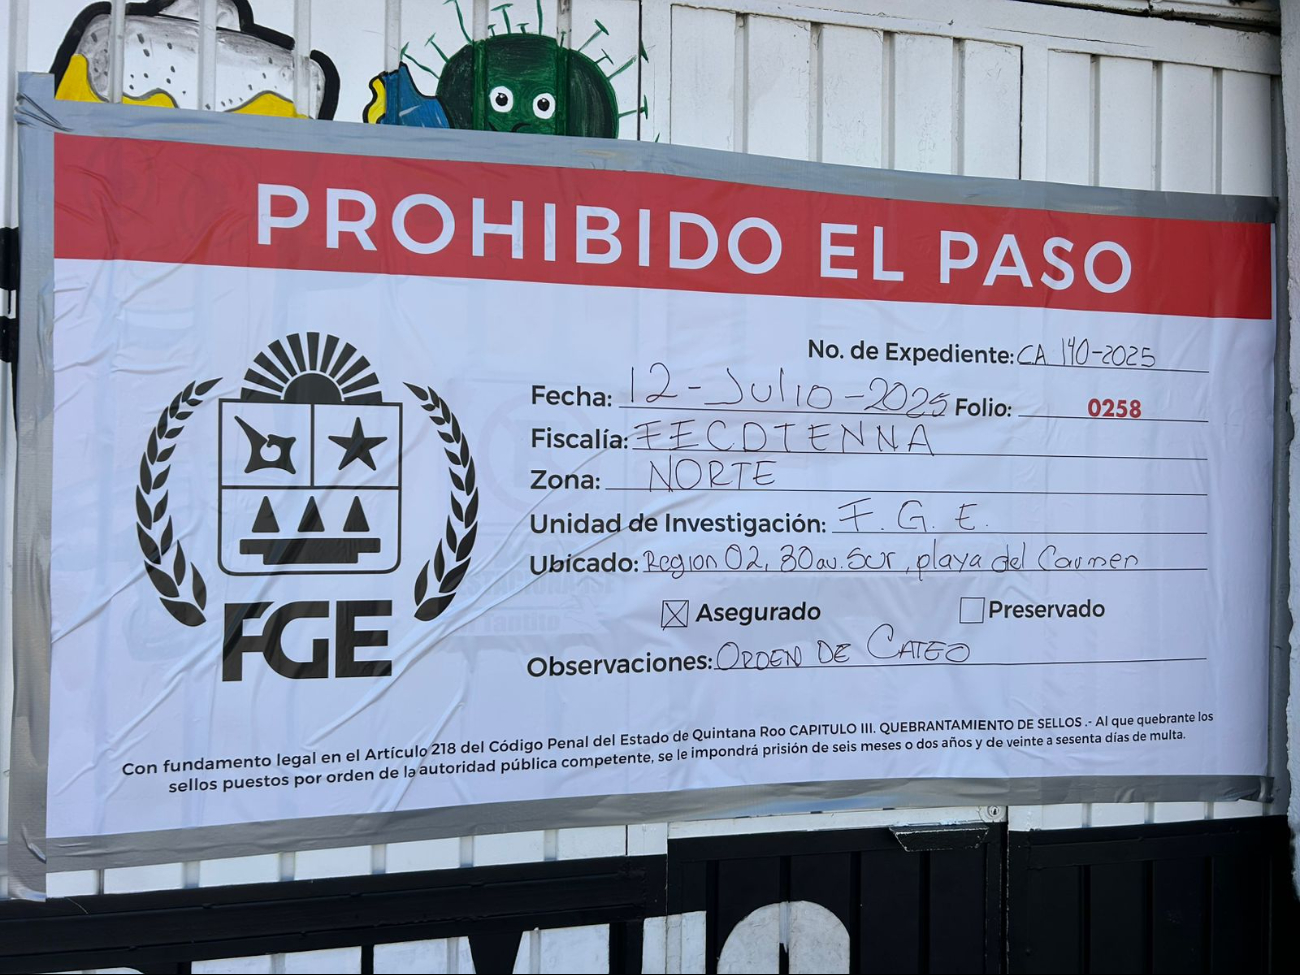 PROHIBIDO EL PASO
No. de Expediente: CA 140-2025
Fecha: 12-Julio-2025 Folio: 0258
Fiscalía: FECDTENNA
Zona: NORTE
Unidad de Investigación: F.G.E.
Ubicado: Region 02, 30 av. Sur, playa del Carmen
Asegurado Preservado
Observaciones: ORDEN DE CATEO
FGE
Con fundamento legal en el Artículo 218 del Código Penal del Estado de Quintana Roo CAPITULO III. QUEBRANTAMIENTO DE SELLOS .- Al que quebrante los
sellos puestos por orden de la autoridad pública competente, se le impondrá prisión de seis meses o dos años y de veinte a sesenta días de multa.